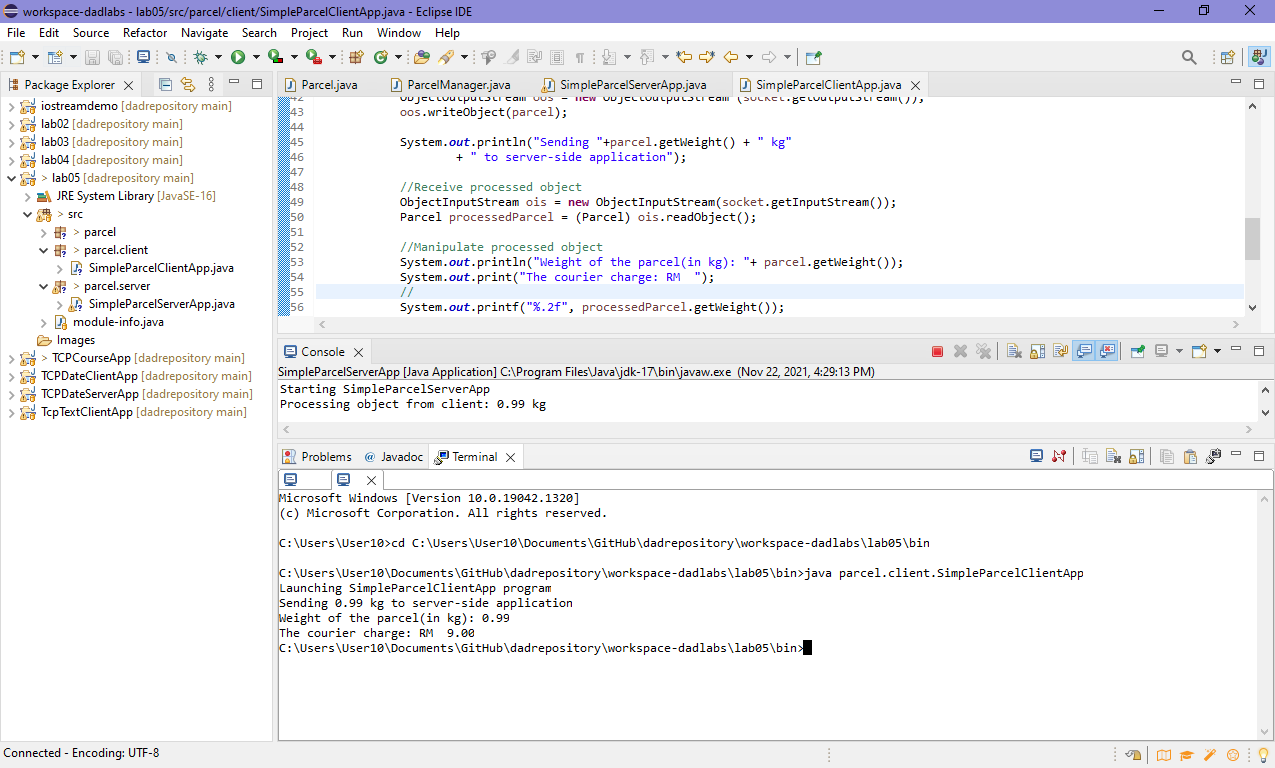 workspace-dadlabs - lab05/src/parcel/client/SimpleParcelClientApp.java - Eclipse IDE
File Edit Source Refactor Navigate Search Project Run Window Help
Package Explorer
iostreamdemo [dadrepository main]
lab02 [dadrepository main]
lab03 [dadrepository main]
lab04 [dadrepository main]
> lab05 [dadrepository main]
JRE System Library [JavaSE-16]
> src
> parcel
> parcel.client
SimpleParcelClientApp.java
> parcel.server
SimpleParcelServerApp.java
module-info.java
Images
> TCPCourseApp [dadrepository main]
TCPDateClientApp [dadrepository main]
TCPDateServerApp [dadrepository main]
TcpTextClientApp [dadrepository main]
Parcel.java ParcelManager.java SimpleParcelServerApp.java SimpleParcelClientApp.java
42 ObjectOutputStream oos = new ObjectOutputStream (socket.getOutputStream());
43 oos.writeObject(parcel);
44
45 System.out.println("Sending "+parcel.getWeight() + " kg"
46 + " to server-side application");
47
48 //Receive processed object
49 ObjectInputStream ois = new ObjectInputStream(socket.getInputStream());
50 Parcel processedParcel = (Parcel) ois.readObject();
51
52 //Manipulate processed object
53 System.out.println("Weight of the parcel(in kg): "+ parcel.getWeight());
54 System.out.print("The courier charge: RM  ");
55 //
56 System.out.printf("%.2f", processedParcel.getWeight());
Console
SimpleParcelServerApp [Java Application] C:\Program Files\Java\jdk-17\bin\javaw.exe (Nov 22, 2021, 4:29:13 PM)
Starting SimpleParcelServerApp
Processing object from client: 0.99 kg
Problems @ Javadoc Terminal
Microsoft Windows [Version 10.0.19042.1320]
(c) Microsoft Corporation. All rights reserved.
C:\Users\User10>cd C:\Users\User10\Documents\GitHub\dadrepository\workspace-dadlabs\lab05\bin
C:\Users\User10\Documents\GitHub\dadrepository\workspace-dadlabs\lab05\bin>java parcel.client.SimpleParcelClientApp
Launching SimpleParcelClientApp program
Sending 0.99 kg to server-side application
Weight of the parcel(in kg): 0.99
The courier charge: RM  9.00
C:\Users\User10\Documents\GitHub\dadrepository\workspace-dadlabs\lab05\bin>
Connected - Encoding: UTF-8